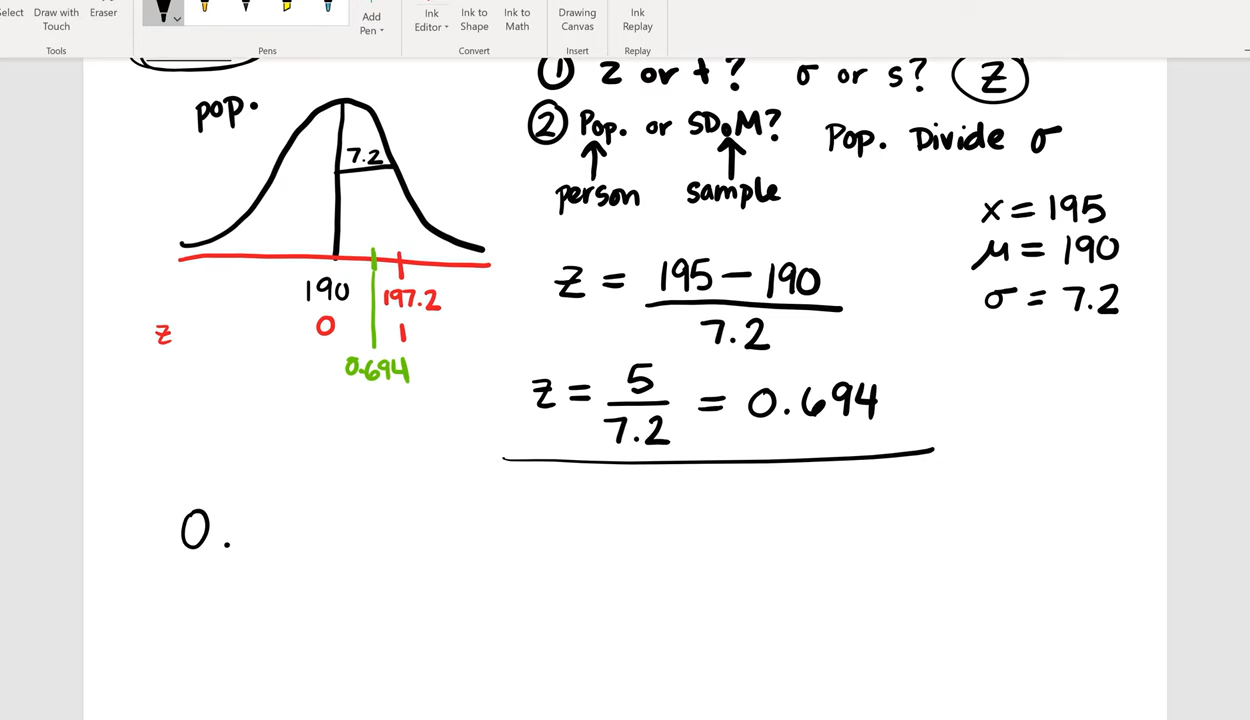 Select
Draw with Touch
Eraser
Add Pen
Ink Editor
Ink to Shape
Ink to Math
Drawing Canvas
Ink Replay
Tools
Pens
Convert
Insert
Replay
① z or t? σ or s? z
② Pop. or SDoM? Pop. Divide σ
person sample
pop.
7.2
190 197.2
z 0 1
0.694
x = 195
μ = 190
σ = 7.2
z = 195 - 190
7.2
z = 5/7.2 = 0.694
0.